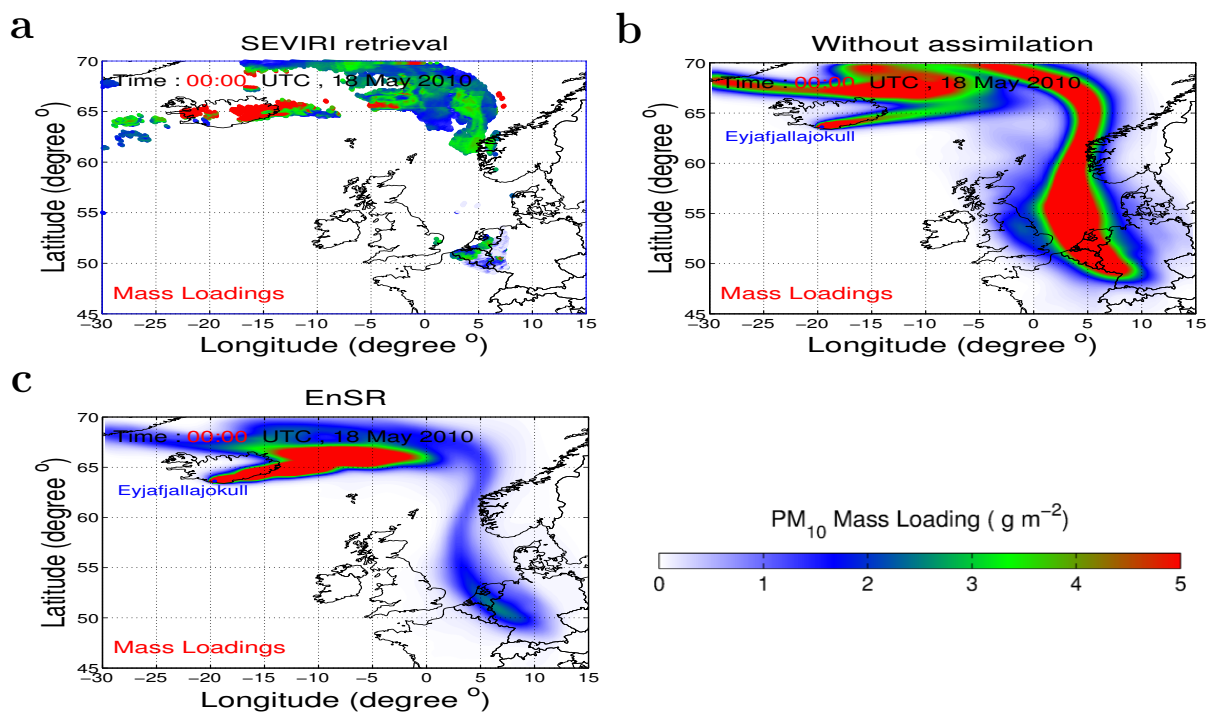 a
SEVIRI retrieval
Time : 00:00 UTC , 18 May 2010
Mass Loadings
70
65
60
55
50
45
−30 −25 −20 −15 −10 −5 0 5 10 15
Latitude (degree °)
Longitude (degree °)
b
Without assimilation
Time : 00:00 UTC , 18 May 2010
Eyjafjallajokull
Mass Loadings
70
65
60
55
50
45
−30 −25 −20 −15 −10 −5 0 5 10 15
Latitude (degree °)
Longitude (degree °)
c
EnSR
Time : 00:00 UTC , 18 May 2010
Eyjafjallajokull
Mass Loadings
70
65
60
55
50
45
−30 −25 −20 −15 −10 −5 0 5 10 15
Latitude (degree °)
Longitude (degree °)
PM₁₀ Mass Loading ( g m⁻²)
0 1 2 3 4 5